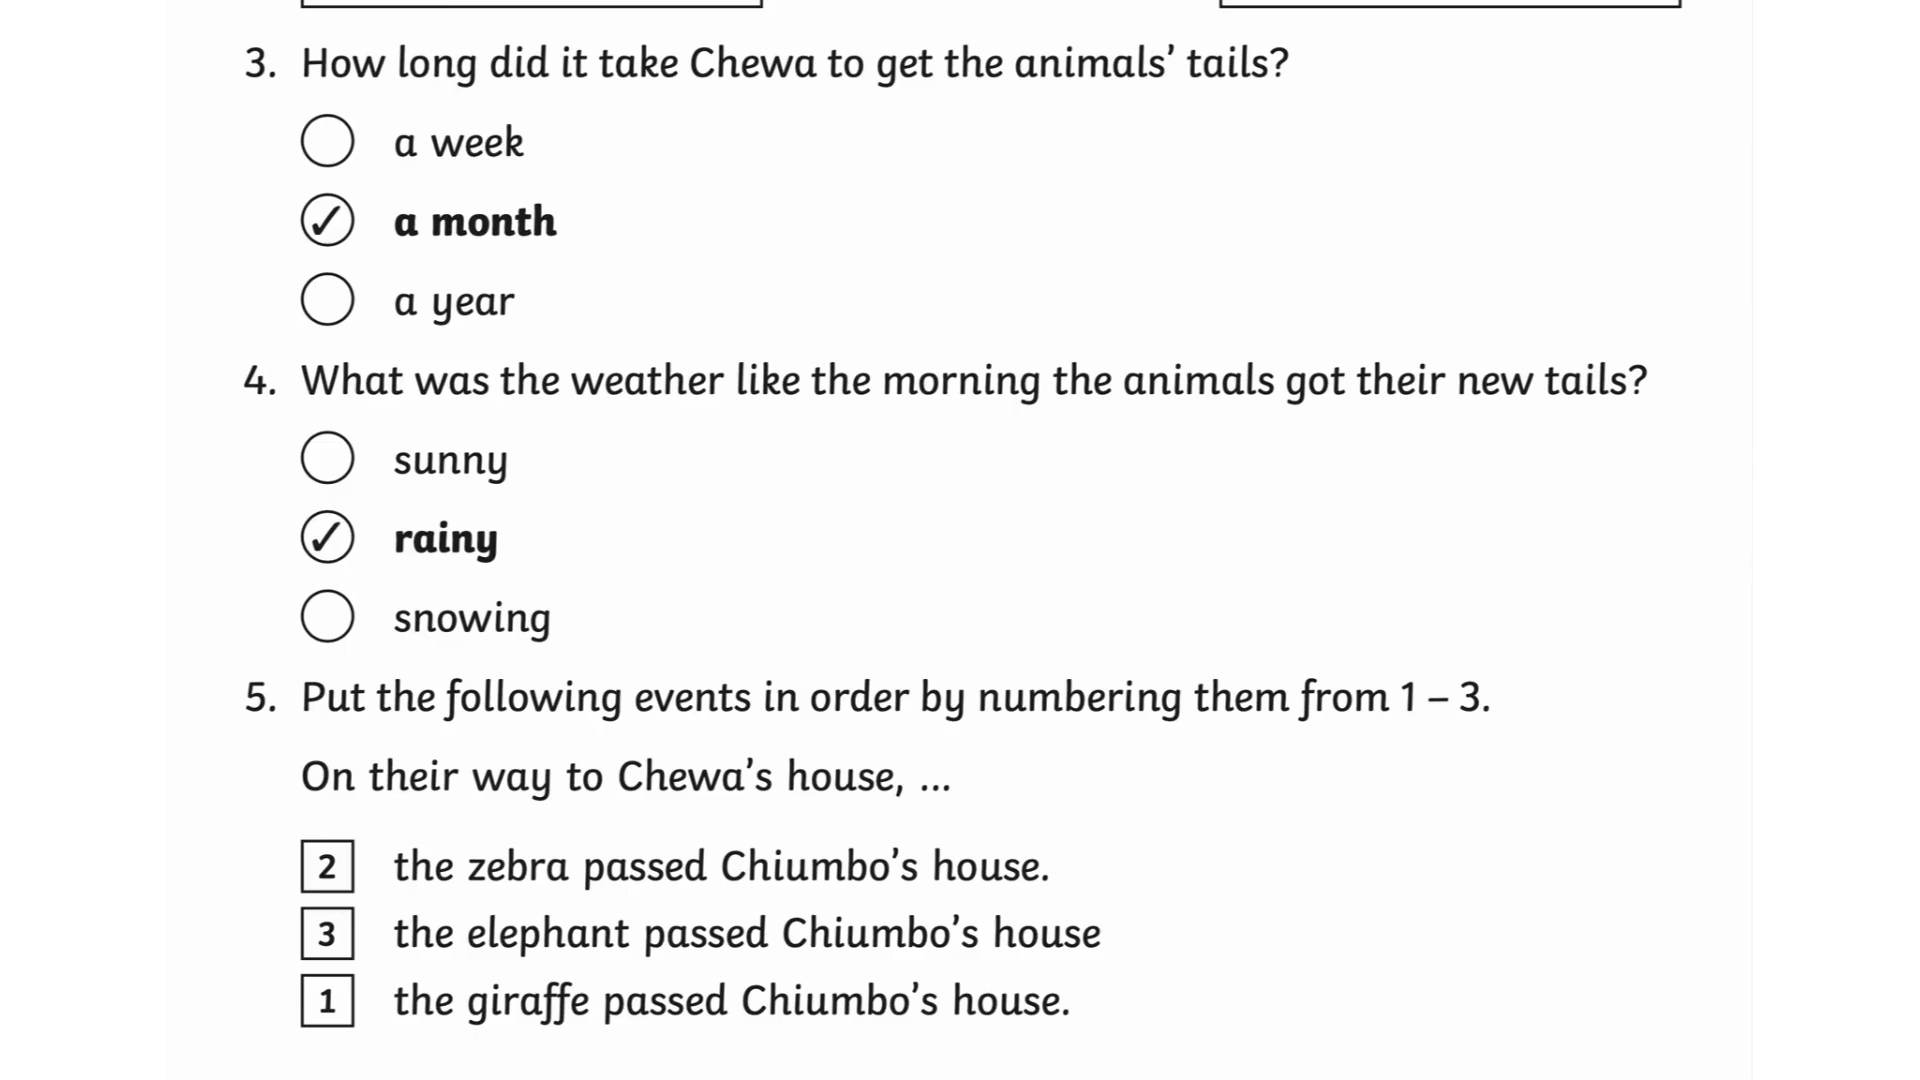 3. How long did it take Chewa to get the animals’ tails?
a week
✓ a month
a year
4. What was the weather like the morning the animals got their new tails?
sunny
✓ rainy
snowing
5. Put the following events in order by numbering them from 1 – 3.
On their way to Chewa’s house, ...
2 the zebra passed Chiumbo’s house.
3 the elephant passed Chiumbo’s house
1 the giraffe passed Chiumbo’s house.